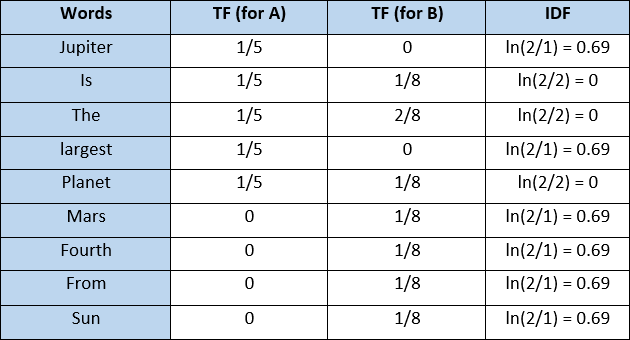 Words TF (for A) TF (for B) IDF
Jupiter 1/5 0 ln(2/1) = 0.69
Is 1/5 1/8 ln(2/2) = 0
The 1/5 2/8 ln(2/2) = 0
largest 1/5 0 ln(2/1) = 0.69
Planet 1/5 1/8 ln(2/2) = 0
Mars 0 1/8 ln(2/1) = 0.69
Fourth 0 1/8 ln(2/1) = 0.69
From 0 1/8 ln(2/1) = 0.69
Sun 0 1/8 ln(2/1) = 0.69